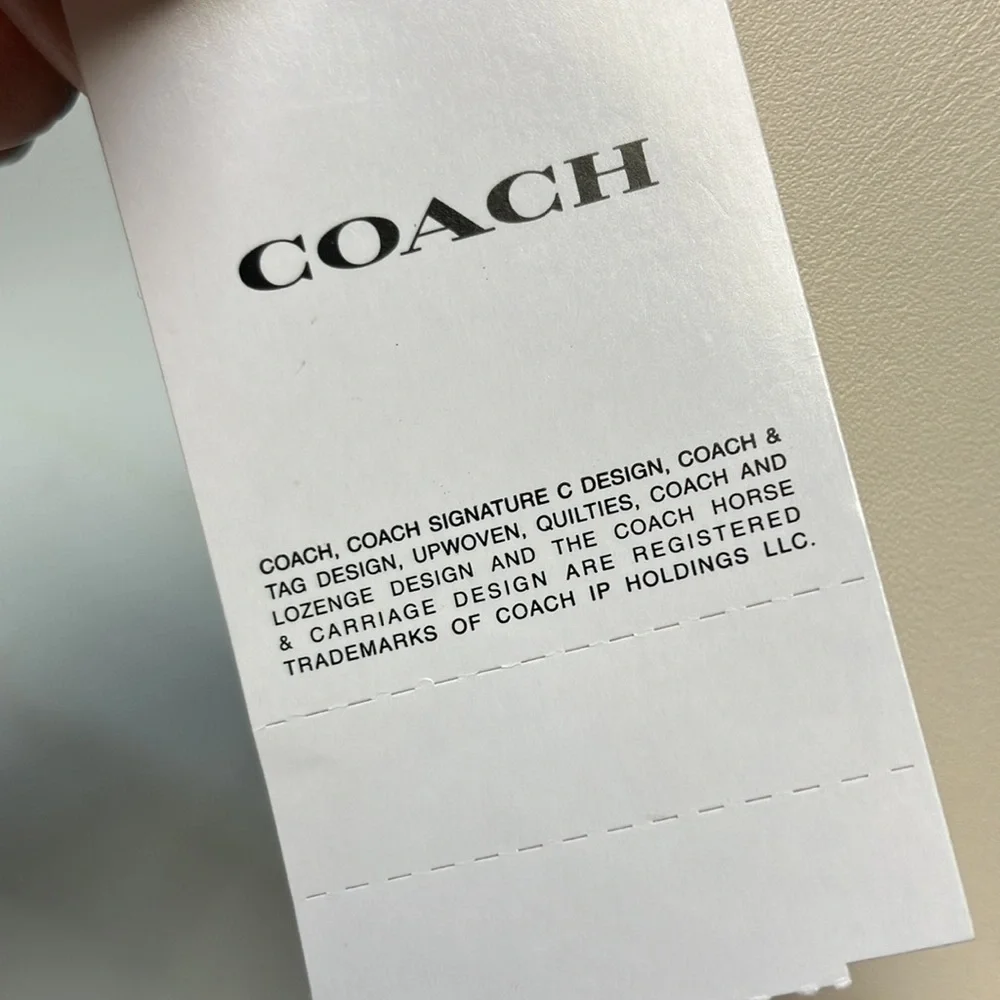 COACH
COACH, COACH SIGNATURE C DESIGN, COACH &
TAG DESIGN, UPWOVEN, QUILTIES, COACH AND
LOZENGE DESIGN AND THE COACH HORSE
& CARRIAGE DESIGN ARE REGISTERED
TRADEMARKS OF COACH IP HOLDINGS LLC.